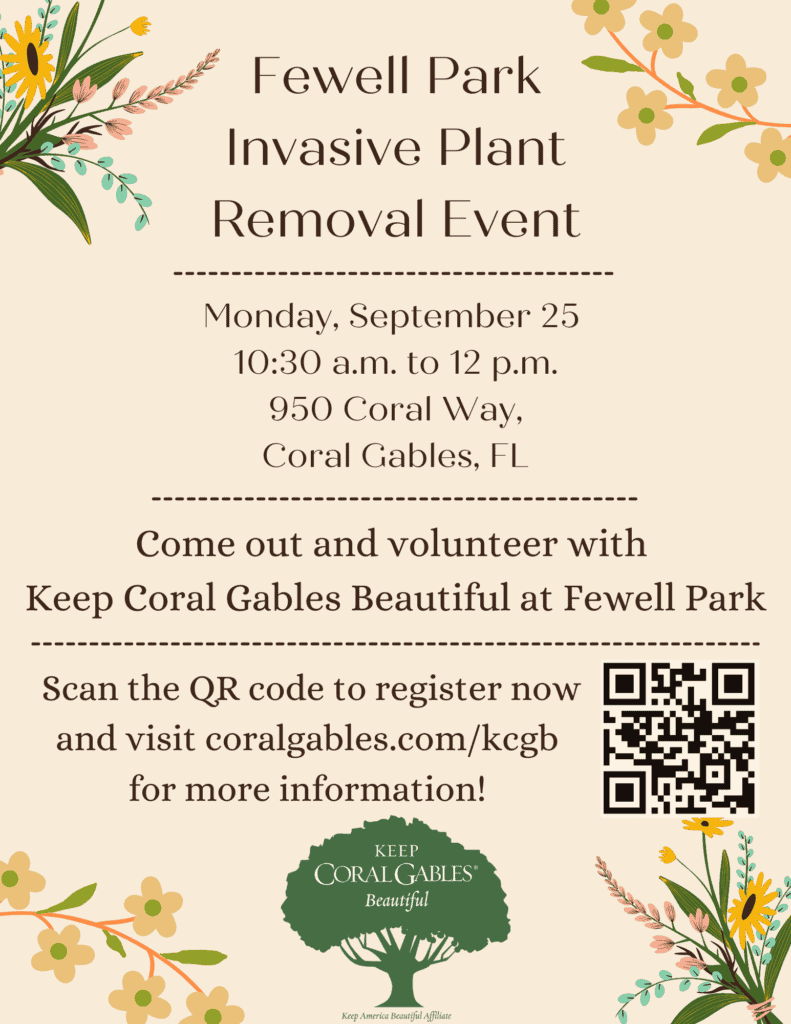 Fewell Park
Invasive Plant
Removal Event
Monday, September 25
10:30 a.m. to 12 p.m.
950 Coral Way,
Coral Gables, FL
Come out and volunteer with
Keep Coral Gables Beautiful at Fewell Park
Scan the QR code to register now
and visit coralgables.com/kcgb
for more information!
KEEP
CORAL GABLES®
Beautiful
Keep America Beautiful Affiliate